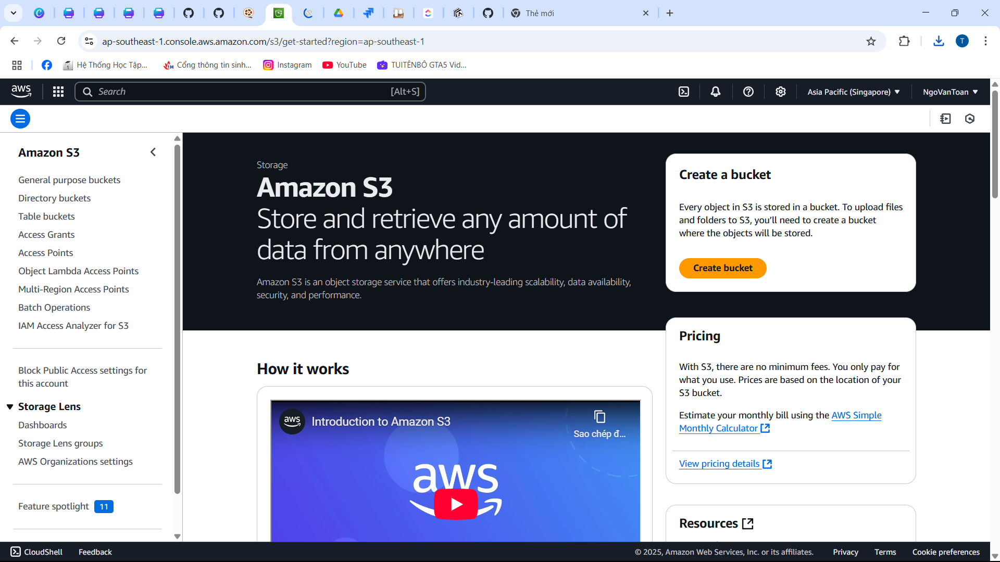 Thẻ mới
ap-southeast-1.console.aws.amazon.com/s3/get-started?region=ap-southeast-1
T
Hệ Thống Học Tập...
Cổng thông tin sinh...
Instagram
YouTube
TUITÊNBÔ GTA5 Vid...
aws
Search
[Alt+S]
Asia Pacific (Singapore)
NgoVanToan
Amazon S3
General purpose buckets
Directory buckets
Table buckets
Access Grants
Access Points
Object Lambda Access Points
Multi-Region Access Points
Batch Operations
IAM Access Analyzer for S3
Block Public Access settings for
this account
Storage Lens
Dashboards
Storage Lens groups
AWS Organizations settings
Feature spotlight 11
Storage
Amazon S3
Store and retrieve any amount of
data from anywhere
Amazon S3 is an object storage service that offers industry-leading scalability, data availability,
security, and performance.
How it works
aws
Introduction to Amazon S3
Sao chép đ...
aws
Create a bucket
Every object in S3 is stored in a bucket. To upload files
and folders to S3, you’ll need to create a bucket
where the objects will be stored.
Create bucket
Pricing
With S3, there are no minimum fees. You only pay for
what you use. Prices are based on the location of your
S3 bucket.
Estimate your monthly bill using the AWS Simple
Monthly Calculator
View pricing details
Resources
CloudShell
Feedback
© 2025, Amazon Web Services, Inc. or its affiliates.
Privacy
Terms
Cookie preferences